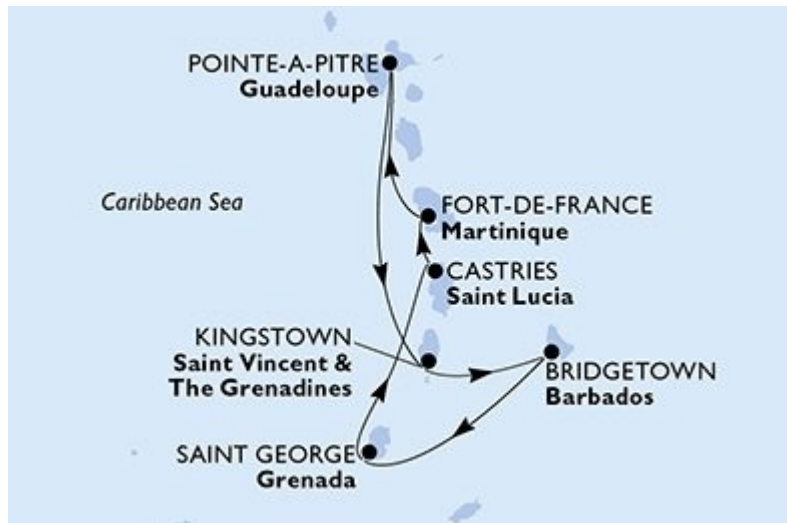 POINTE-A-PITRE
Guadeloupe
Caribbean Sea
FORT-DE-FRANCE
Martinique
CASTRIES
Saint Lucia
KINGSTOWN
Saint Vincent &
The Grenadines
BRIDGETOWN
Barbados
SAINT GEORGE
Grenada